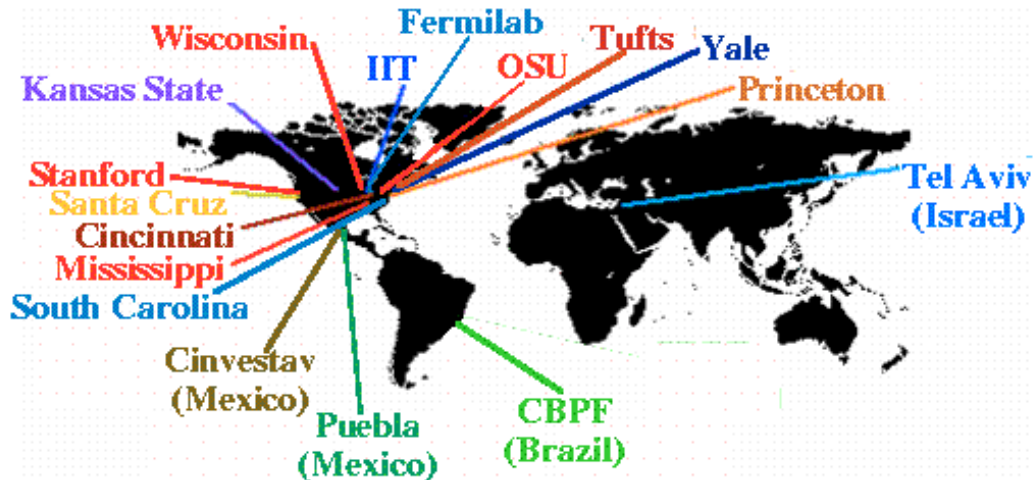 Fermilab
Wisconsin
Tufts
Yale
IIT
OSU
Kansas State
Princeton
Stanford
Tel Aviv
(Israel)
Santa Cruz
Cincinnati
Mississippi
South Carolina
Cinvestav
(Mexico)
CBPF
(Brazil)
Puebla
(Mexico)